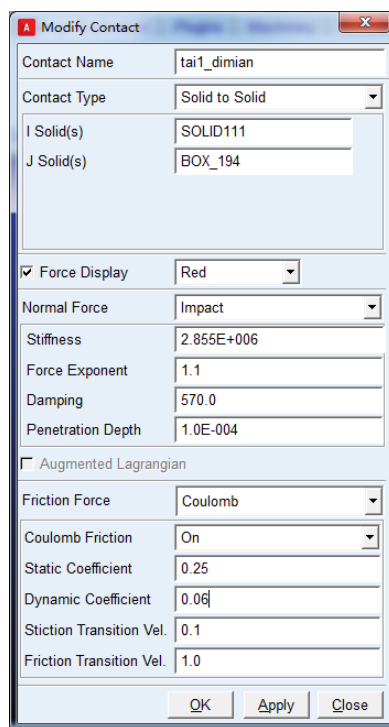 A Modify Contact
Contact Name tai1_dimian
Contact Type Solid to Solid
I Solid(s) SOLID111
J Solid(s) BOX_194
Force Display Red
Normal Force Impact
Stiffness 2.855E+006
Force Exponent 1.1
Damping 570.0
Penetration Depth 1.0E-004
Augmented Lagrangian
Friction Force Coulomb
Coulomb Friction On
Static Coefficient 0.25
Dynamic Coefficient 0.06
Stiction Transition Vel. 0.1
Friction Transition Vel. 1.0
OK Apply Close